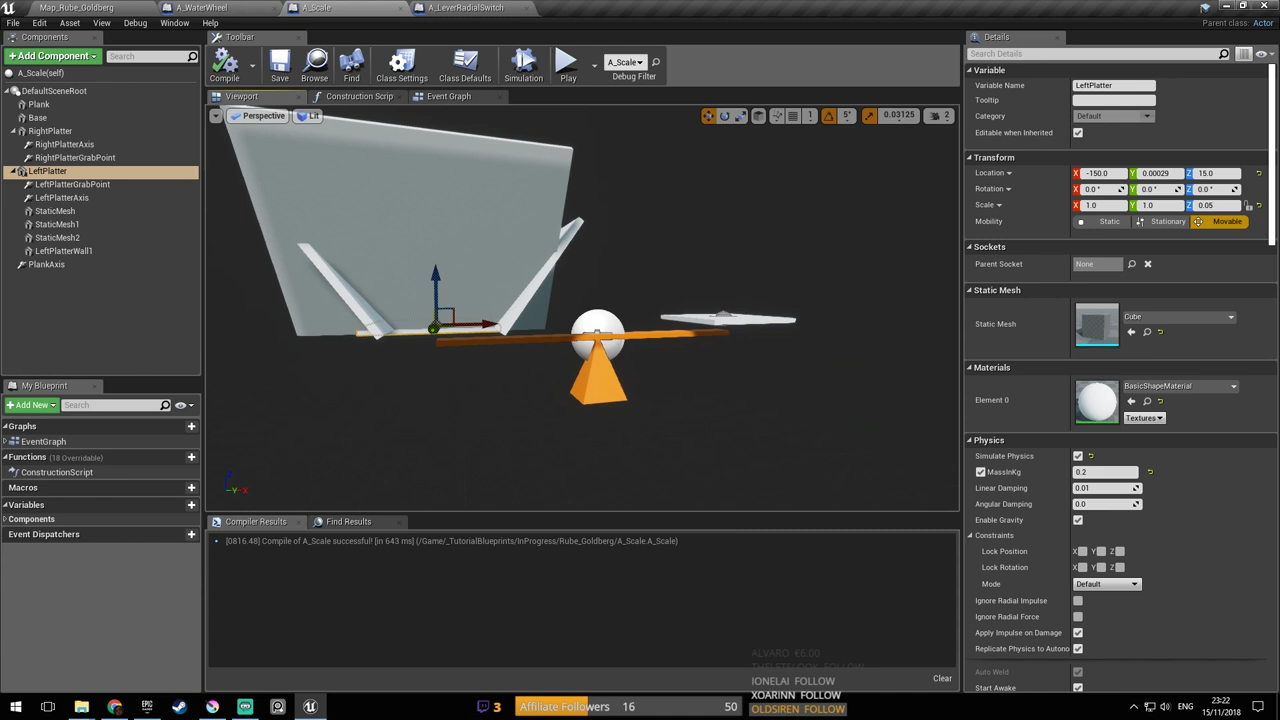 Map_Rube_Goldberg
A_WaterWheel
A_Scale
A_LeverRadialSwitch
File
Edit
Asset
View
Debug
Window
Help
Parent class: Actor
Components
+ Add Component
Search
A_Scale(self)
DefaultSceneRoot
Plank
Base
RightPlatter
RightPlatterAxis
RightPlatterGrabPoint
LeftPlatter
LeftPlatterGrabPoint
LeftPlatterAxis
StaticMesh
StaticMesh1
StaticMesh2
LeftPlatterWall1
PlankAxis
My Blueprint
+ Add New
Search
Graphs
EventGraph
Functions (18 Overridable)
ConstructionScript
Macros
Variables
Components
Event Dispatchers
Toolbar
Compile
Save
Browse
Find
Class Settings
Class Defaults
Simulation
Play
A_Scale
Debug Filter
Viewport
Construction Scrip
Event Graph
Perspective
Lit
1
5°
0.03125
2
Z
Y
X
Compiler Results
Find Results
[0816.48] Compile of A_Scale successful! [in 643 ms] (/Game/_TutorialBlueprints/InProgress/Rube_Goldberg/A_Scale.A_Scale)
Clear
Details
Search Details
Variable
Variable Name LeftPlatter
Tooltip
Category Default
Editable when Inherited
Transform
Location X -150.0 Y 0.00029 Z 15.0
Rotation X 0.0 ° Y 0.0 ° Z 0.0 °
Scale X 1.0 Y 1.0 Z 0.05
Mobility Static Stationary Movable
Sockets
Parent Socket None
Static Mesh
Static Mesh Cube
Materials
Element 0 BasicShapeMaterial
Textures
Physics
Simulate Physics
MassInKg 0.2
Linear Damping 0.01
Angular Damping 0.0
Enable Gravity
Constraints
Lock Position X Y Z
Lock Rotation X Y Z
Mode Default
Ignore Radial Impulse
Ignore Radial Force
Apply Impulse on Damage
Replicate Physics to Autono
Auto Weld
Start Awake
ALVARO €6.00
FOLLOW
IONELAI FOLLOW
XOARINN FOLLOW
OLDSIREN FOLLOW
3
Affiliate Followers 16 50
23:22
15/11/2018